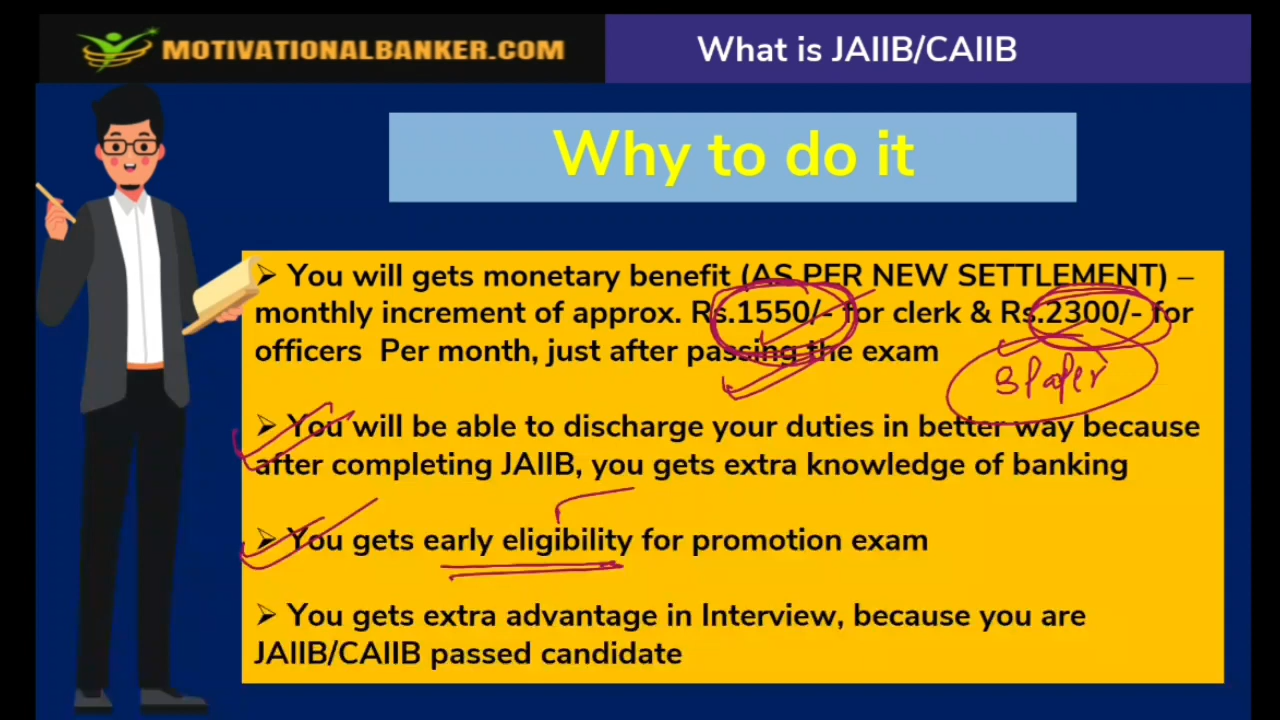 MOTIVATIONALBANKER.COM
What is JAIIB/CAIIB
Why to do it
➢ You will gets monetary benefit (AS PER NEW SETTLEMENT) –
monthly increment of approx. Rs.1550/- for clerk & Rs.2300/- for
officers Per month, just after passing the exam
3 Paper
➢ You will be able to discharge your duties in better way because
after completing JAIIB, you gets extra knowledge of banking
➢ You gets early eligibility for promotion exam
➢ You gets extra advantage in Interview, because you are
JAIIB/CAIIB passed candidate